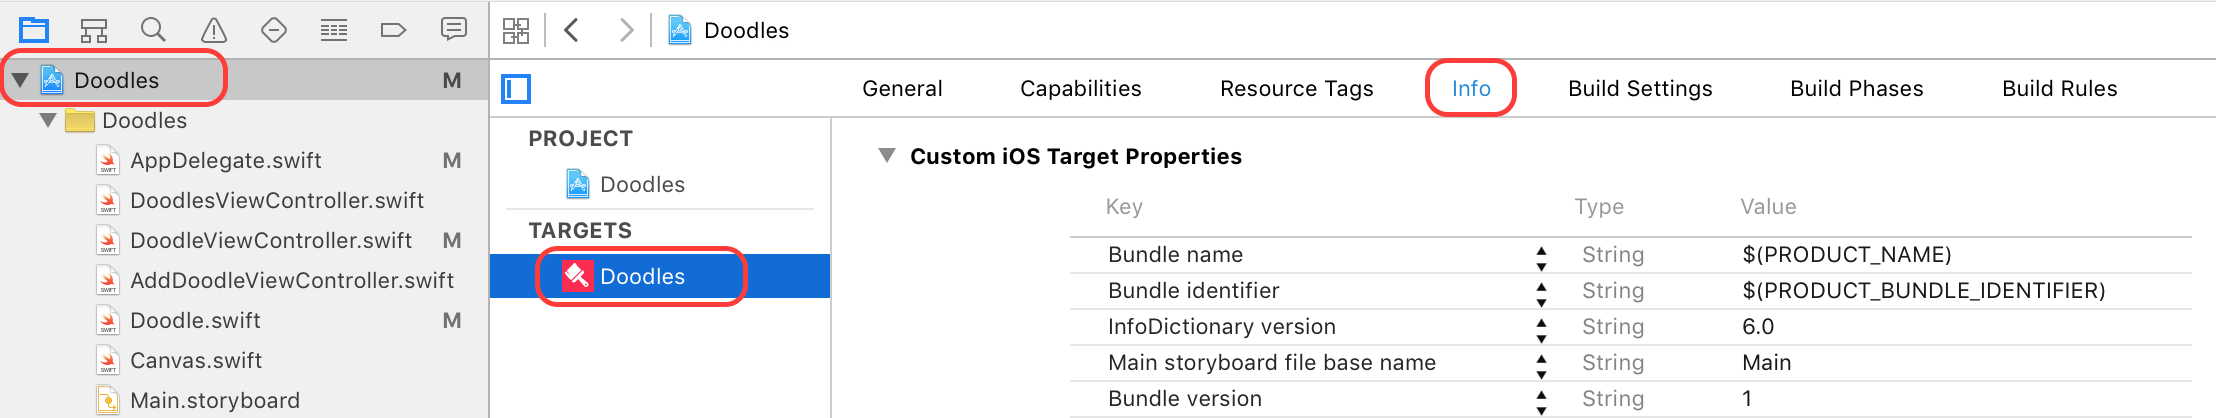 Doodles
Doodles M
Doodles
AppDelegate.swift M
DoodlesViewController.swift
DoodleViewController.swift M
AddDoodleViewController.swift
Doodle.swift M
Canvas.swift
Main.storyboard
General Capabilities Resource Tags Info Build Settings Build Phases Build Rules
PROJECT
Doodles
TARGETS
Doodles
Custom iOS Target Properties
Key Type Value
Bundle name String $(PRODUCT_NAME)
Bundle identifier String $(PRODUCT_BUNDLE_IDENTIFIER)
InfoDictionary version String 6.0
Main storyboard file base name String Main
Bundle version String 1